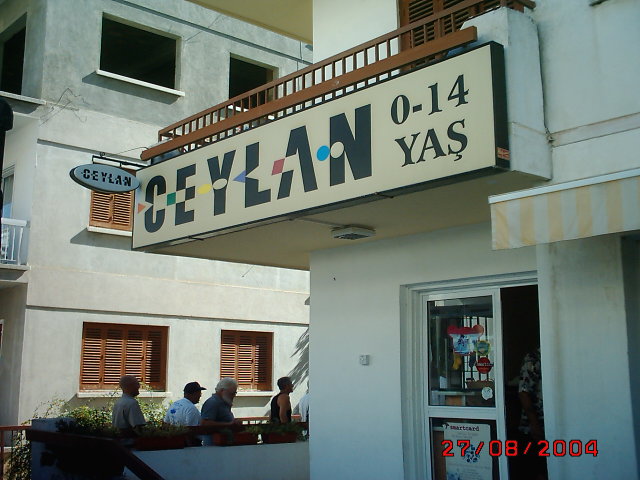 CEYLAN
0-14
YAŞ
CEYLAN
smartcard
27/08/2004